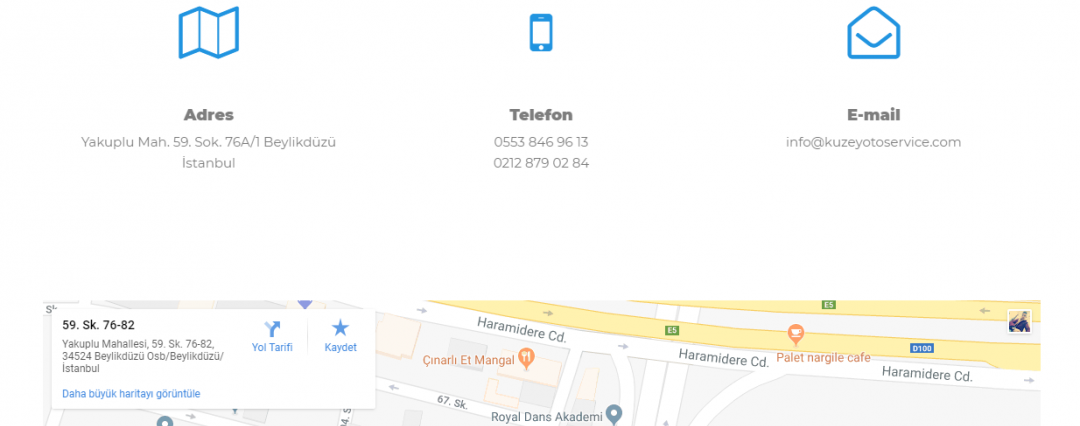 Adres
Yakuplu Mah. 59. Sok. 76A/1 Beylikdüzü
İstanbul
Telefon
0553 846 96 13
0212 879 02 84
E-mail
info@kuzeyotoservice.com
59. Sk. 76-82
Yakuplu Mahallesi, 59. Sk. 76-82,
34524 Beylikdüzü Osb/Beylikdüzü/
İstanbul
Daha büyük haritayı görüntüle
Yol Tarifi
Kaydet
E5
Haramidere Cd.
E5
D100
Palet nargile cafe
Çınarlı Et Mangal
Haramidere Cd.
Haramidere Cd.
67. Sk.
Royal Dans Akademi